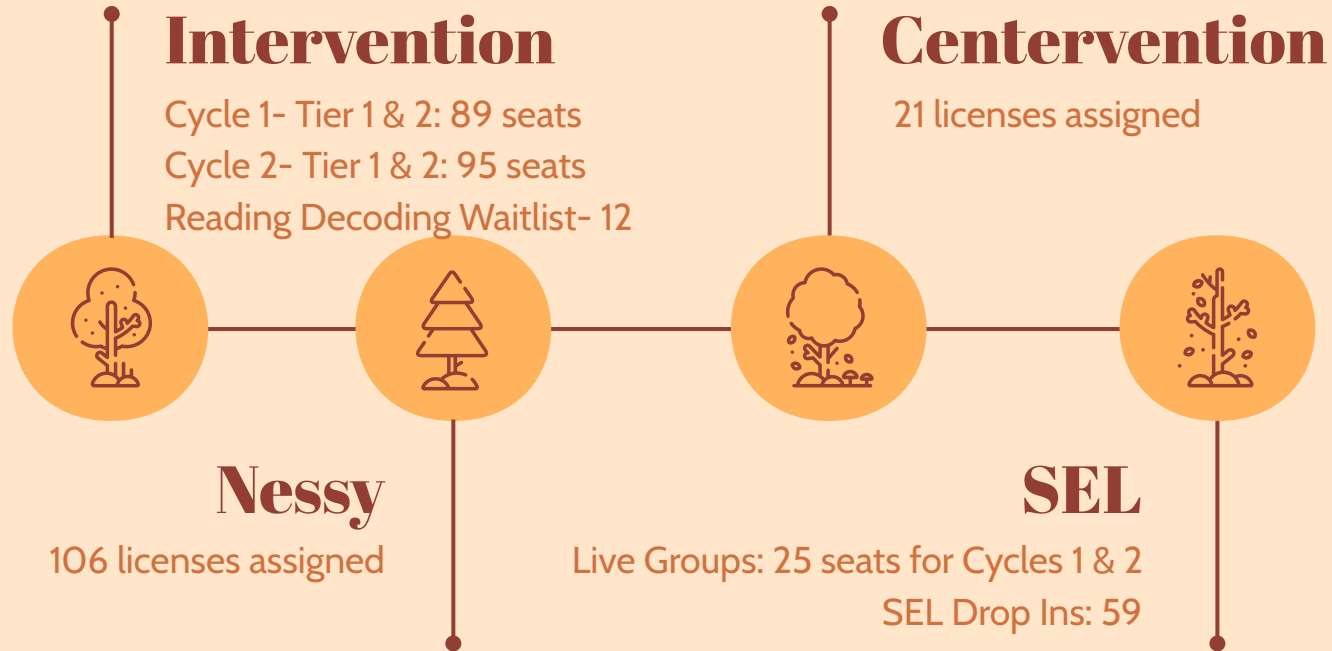 Intervention
Cycle 1- Tier 1 & 2: 89 seats
Cycle 2- Tier 1 & 2: 95 seats
Reading Decoding Waitlist- 12
Centervention
21 licenses assigned
Nessy
106 licenses assigned
SEL
Live Groups: 25 seats for Cycles 1 & 2
SEL Drop Ins: 59